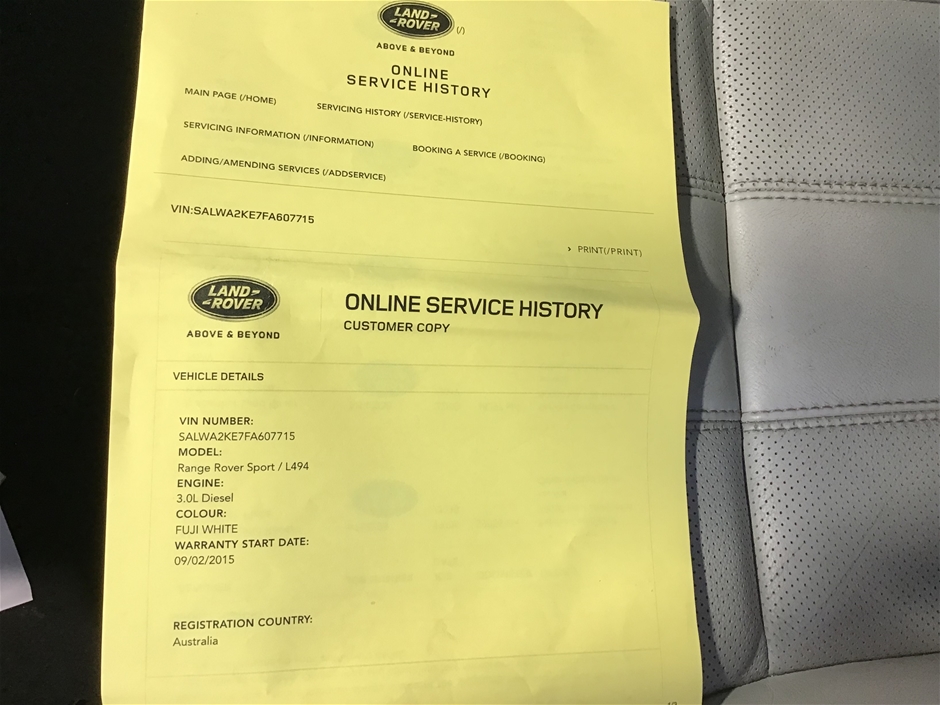 LAND-
-ROVER (/)
ABOVE & BEYOND
ONLINE
SERVICE HISTORY
MAIN PAGE (/HOME)
SERVICING HISTORY (/SERVICE-HISTORY)
SERVICING INFORMATION (/INFORMATION)
BOOKING A SERVICE (/BOOKING)
ADDING/AMENDING SERVICES (/ADDSERVICE)
VIN:SALWA2KE7FA607715
› PRINT(/PRINT)
LAND-
-ROVER
ABOVE & BEYOND
ONLINE SERVICE HISTORY
CUSTOMER COPY
VEHICLE DETAILS
VIN NUMBER:
SALWA2KE7FA607715
MODEL:
Range Rover Sport / L494
ENGINE:
3.0L Diesel
COLOUR:
FUJI WHITE
WARRANTY START DATE:
09/02/2015
REGISTRATION COUNTRY:
Australia